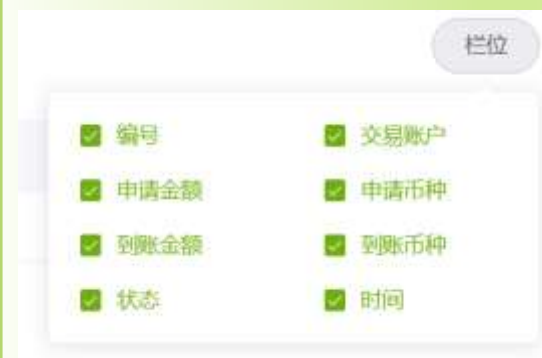 栏位
编号 交易账户
申请金额 申请币种
到账金额 到账币种
状态 时间